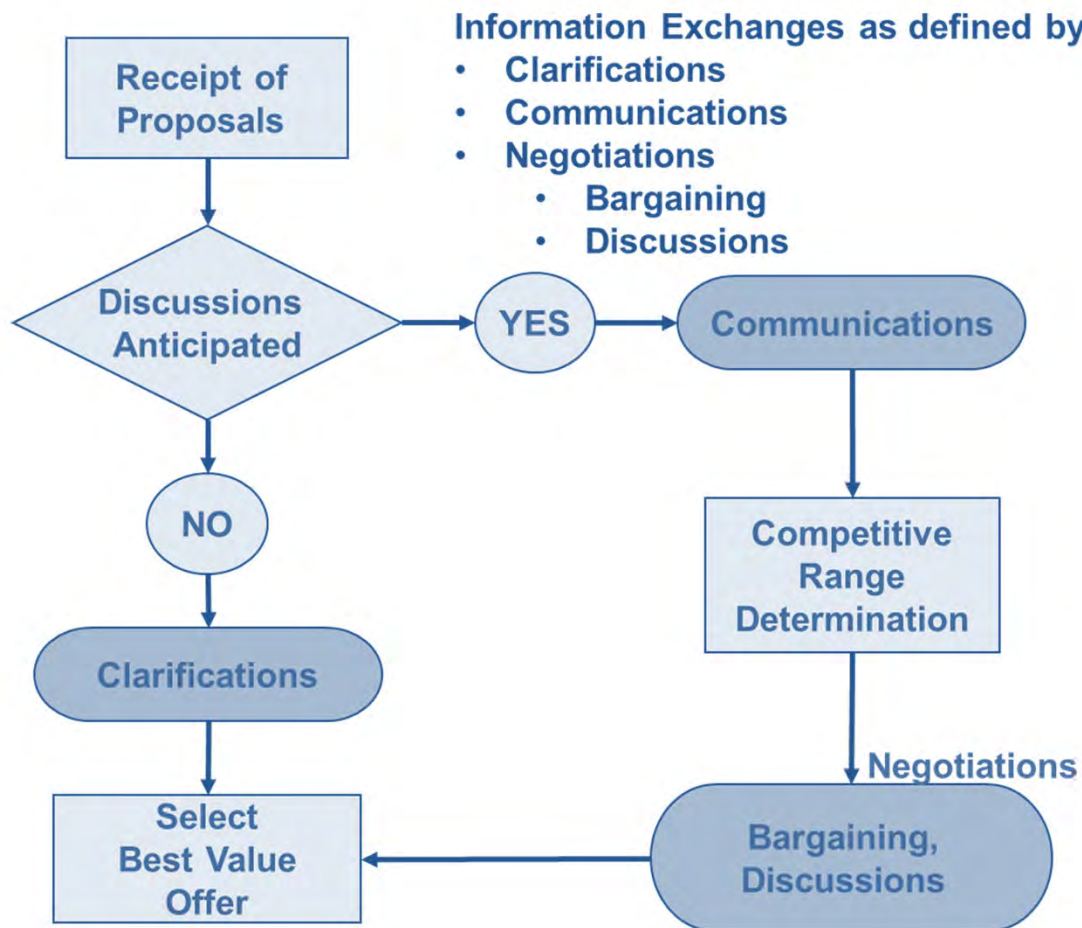 Information Exchanges as defined by
• Clarifications
• Communications
• Negotiations
• Bargaining
• Discussions
Receipt of
Proposals
Discussions
Anticipated
YES
Communications
NO
Competitive
Range
Determination
Clarifications
Negotiations
Select
Best Value
Offer
Bargaining,
Discussions